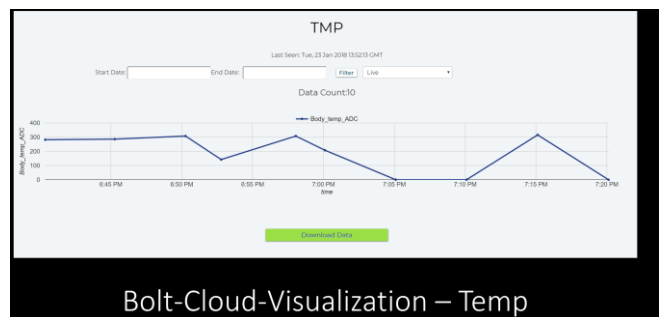 TMP
Last Seen: Tue, 23 Jan 2018 13:52:13 GMT
Start Date: End Date: Filter Live
Data Count:10
Body_temp_ADC
Body_temp_ADC
400
300
200
100
0
6:45 PM 6:50 PM 6:55 PM 7:00 PM 7:05 PM 7:10 PM 7:15 PM 7:20 PM
time
Download Data
Bolt-Cloud-Visualization – Temp